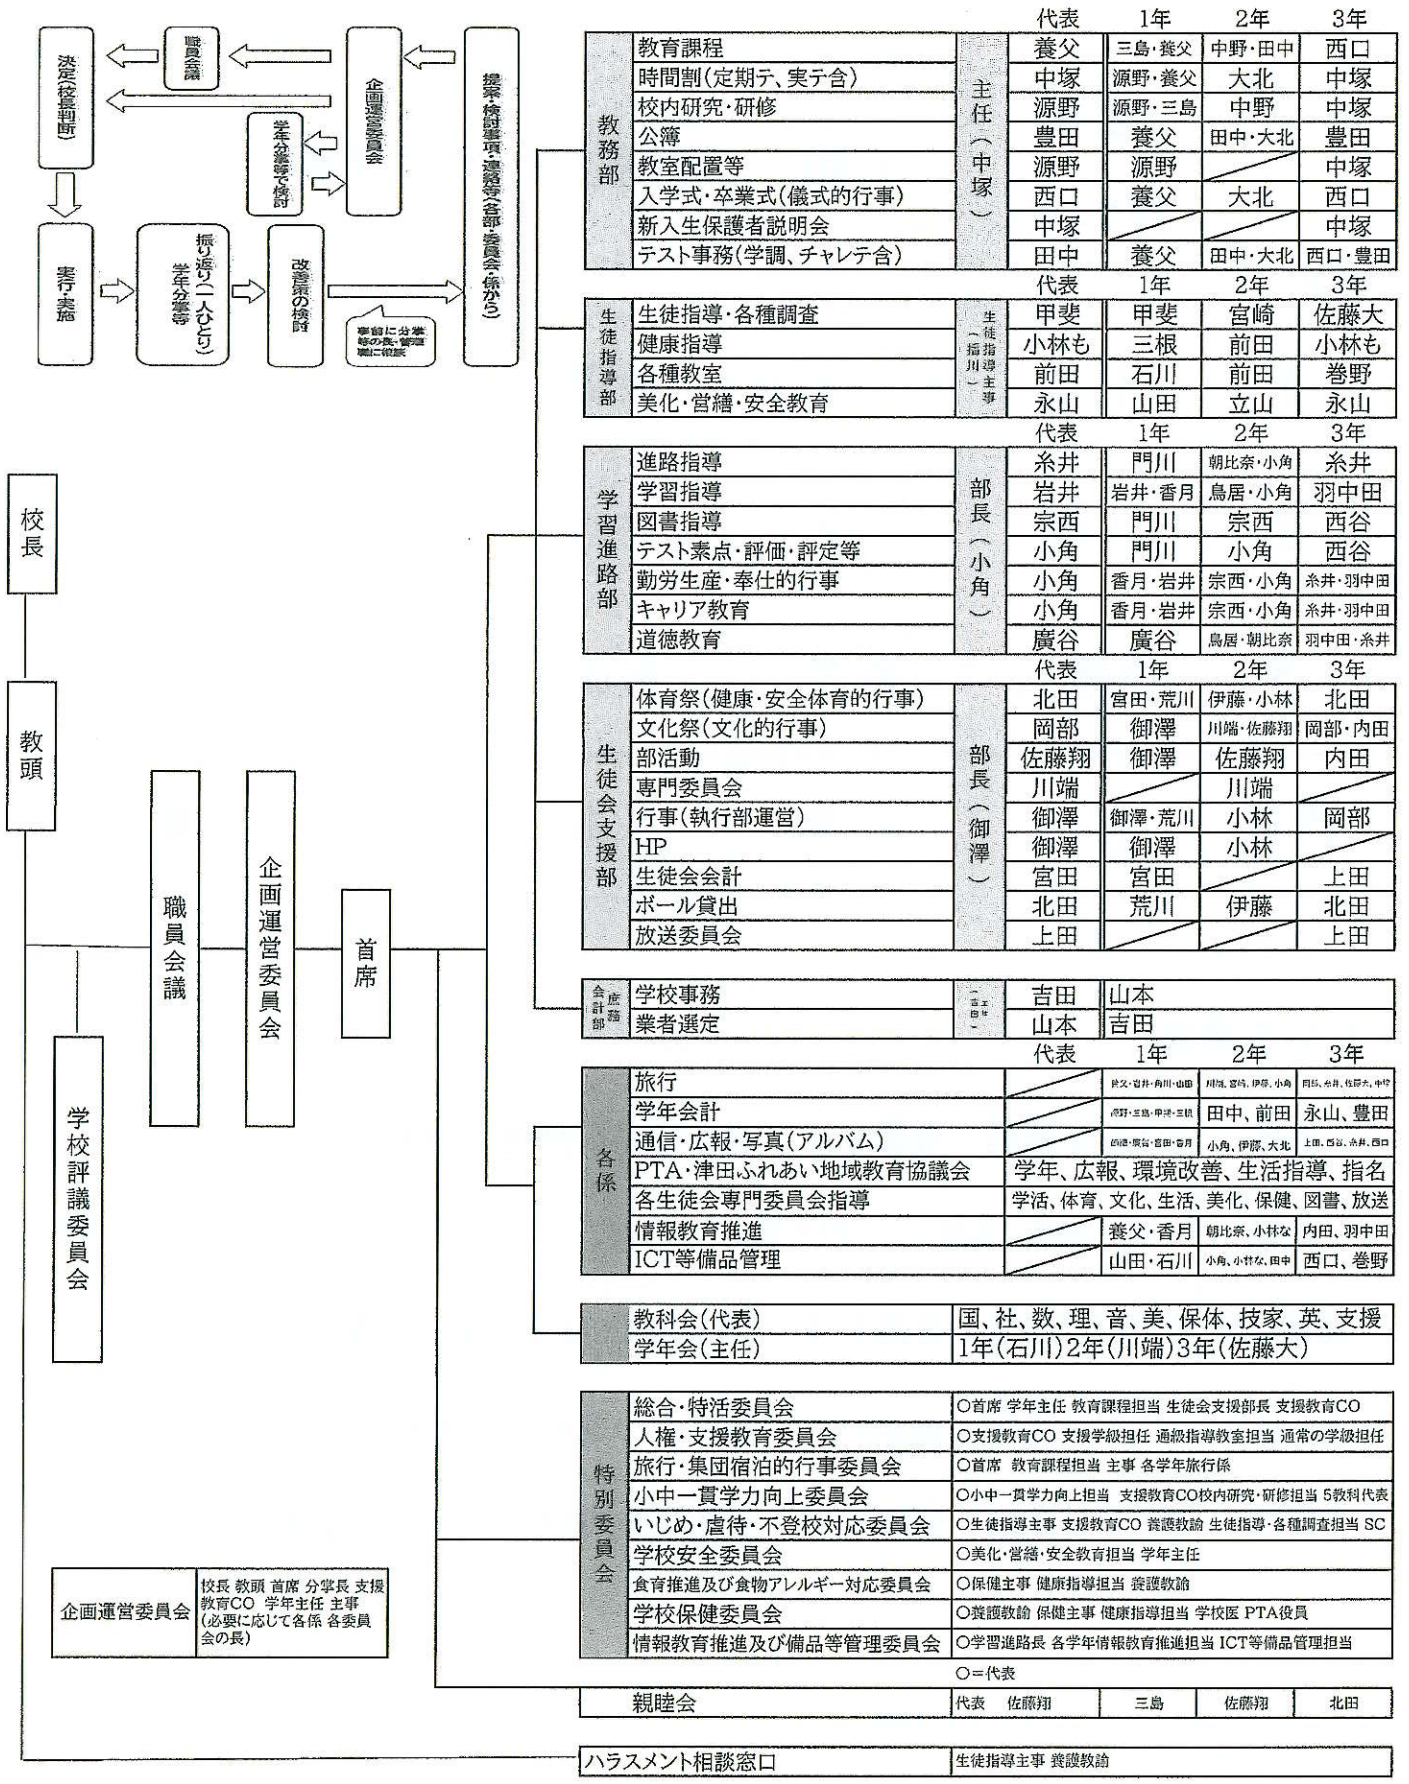 決定(校長判断)
職員会議
企画運営委員会
学年分掌等で検討
提案・検討事項・連絡等(各部・委員会・係から)
実行・実施
振り返り(一人ひとり)
学年分掌等
改善策の検討
事前に分掌
等の長・管理
職に相談
校長
教頭
職員会議
企画運営委員会
首席
学校評議委員会
代表 1年 2年 3年
教務部
主任(中塚)
教育課程 養父 三島・養父 中野・田中 西口
時間割(定期テ、実テ含) 中塚 源野・養父 大北 中塚
校内研究・研修 源野 源野・三島 中野 中塚
公簿 豊田 養父 田中・大北 豊田
教室配置等 源野 源野 中塚
入学式・卒業式(儀式的行事) 西口 養父 大北 西口
新入生保護者説明会 中塚 中塚
テスト事務(学調、チャレテ含) 田中 養父 田中・大北 西口・豊田
代表 1年 2年 3年
生徒指導部
生徒指導主事
生徒指導・各種調査 甲斐 甲斐 宮崎 佐藤大
健康指導 小林も 三根 前田 小林も
各種教室 前田 石川 前田 巻野
美化・営繕・安全教育 永山 山田 立山 永山
代表 1年 2年 3年
学習進路部
部長(小角)
進路指導 糸井 門川 朝比奈・小角 糸井
学習指導 岩井 岩井・香月 鳥居・小角 羽中田
図書指導 宗西 門川 宗西 西谷
テスト素点・評価・評定等 小角 門川 小角 西谷
勤労生産・奉仕的行事 小角 香月・岩井 宗西・小角 糸井・羽中田
キャリア教育 小角 香月・岩井 宗西・小角 糸井・羽中田
道徳教育 廣谷 廣谷 鳥居・朝比奈 羽中田・糸井
代表 1年 2年 3年
生徒会支援部
部長(御澤)
体育祭(健康・安全体育的行事) 北田 宮田・荒川 伊藤・小林 北田
文化祭(文化的行事) 岡部 御澤 川端・佐藤翔 岡部・内田
部活動 佐藤翔 御澤 佐藤翔 内田
専門委員会 川端 川端
行事(執行部運営) 御澤 御澤・荒川 小林 岡部
HP 御澤 御澤 小林
生徒会会計 宮田 宮田 上田
ボール貸出 北田 荒川 伊藤 北田
放送委員会 上田 上田
庶務会計部
学校事務 吉田 山本
業者選定 山本 吉田
代表 1年 2年 3年
各係
旅行
学年会計 田中、前田 永山、豊田
通信・広報・写真(アルバム) 小角、伊藤、大北 上田、西谷、糸井、西口
PTA・津田ふれあい地域教育協議会 学年、広報、環境改善、生活指導、指名
各生徒会専門委員会指導 学活、体育、文化、生活、美化、保健、図書、放送
情報教育推進 養父・香月 朝比奈、小林な 内田、羽中田
ICT等備品管理 山田・石川 小角、小林な、田中 西口、巻野
教科会(代表) 国、社、数、理、音、美、保体、技家、英、支援
学年会(主任) 1年(石川)2年(川端)3年(佐藤大)
特別委員会
総合・特活委員会 ○首席 学年主任 教育課程担当 生徒会支援部長 支援教育CO
人権・支援教育委員会 ○支援教育CO 支援学級担任 通級指導教室担当 通常の学級担任
旅行・集団宿泊的行事委員会 ○首席 教育課程担当 主事 各学年旅行係
小中一貫学力向上委員会 ○小中一貫学力向上担当 支援教育CO校内研究・研修担当 5教科代表
いじめ・虐待・不登校対応委員会 ○生徒指導主事 支援教育CO 養護教諭 生徒指導・各種調査担当 SC
学校安全委員会 ○美化・営繕・安全教育担当 学年主任
食育推進及び食物アレルギー対応委員会 ○保健主事 健康指導担当 養護教諭
学校保健委員会 ○養護教諭 保健主事 健康指導担当 学校医 PTA役員
情報教育推進及び備品等管理委員会 ○学習進路長 各学年情報教育推進担当 ICT等備品管理担当
○=代表
親睦会 代表 佐藤翔 三島 佐藤翔 北田
ハラスメント相談窓口 生徒指導主事 養護教諭
企画運営委員会
校長 教頭 首席 分掌長 支援
教育CO 学年主任 主事
(必要に応じて各係 各委員
会の長)